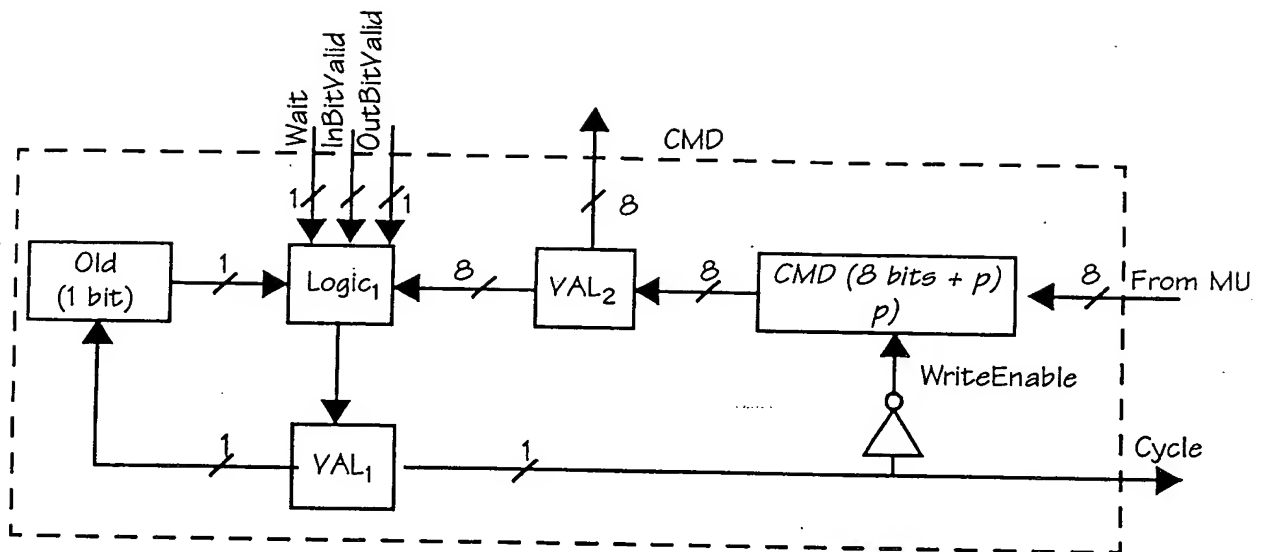 Wait
InBitValid
OutBitValid
CMD
1
1
8
Old
(1 bit)
1
Logic₁
8
VAL₂
8
CMD (8 bits + p)
p)
8
From MU
WriteEnable
1
VAL₁
1
Cycle